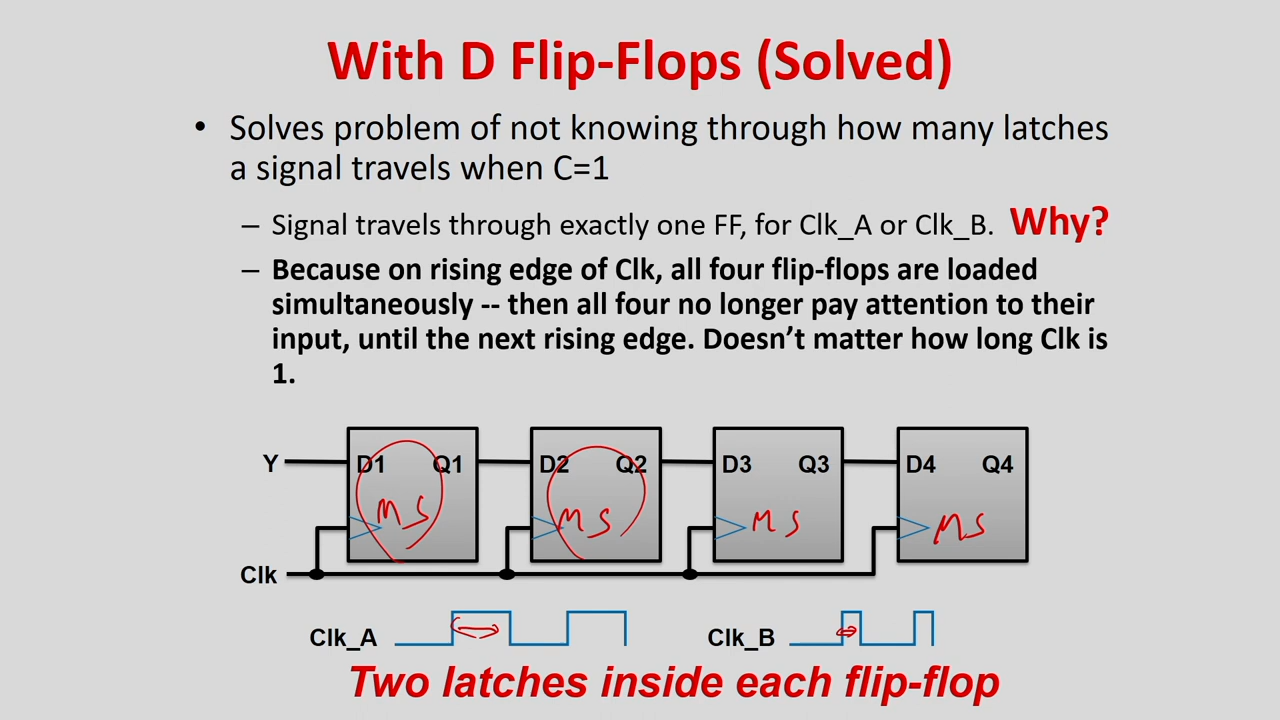 With D Flip-Flops (Solved)
• Solves problem of not knowing through how many latches
a signal travels when C=1
– Signal travels through exactly one FF, for Clk_A or Clk_B. Why?
– Because on rising edge of Clk, all four flip-flops are loaded
simultaneously -- then all four no longer pay attention to their
input, until the next rising edge. Doesn’t matter how long Clk is
1.
Y D1 Q1 D2 Q2 D3 Q3 D4 Q4
M S M S M S M S
Clk
Clk_A Clk_B
Two latches inside each flip-flop